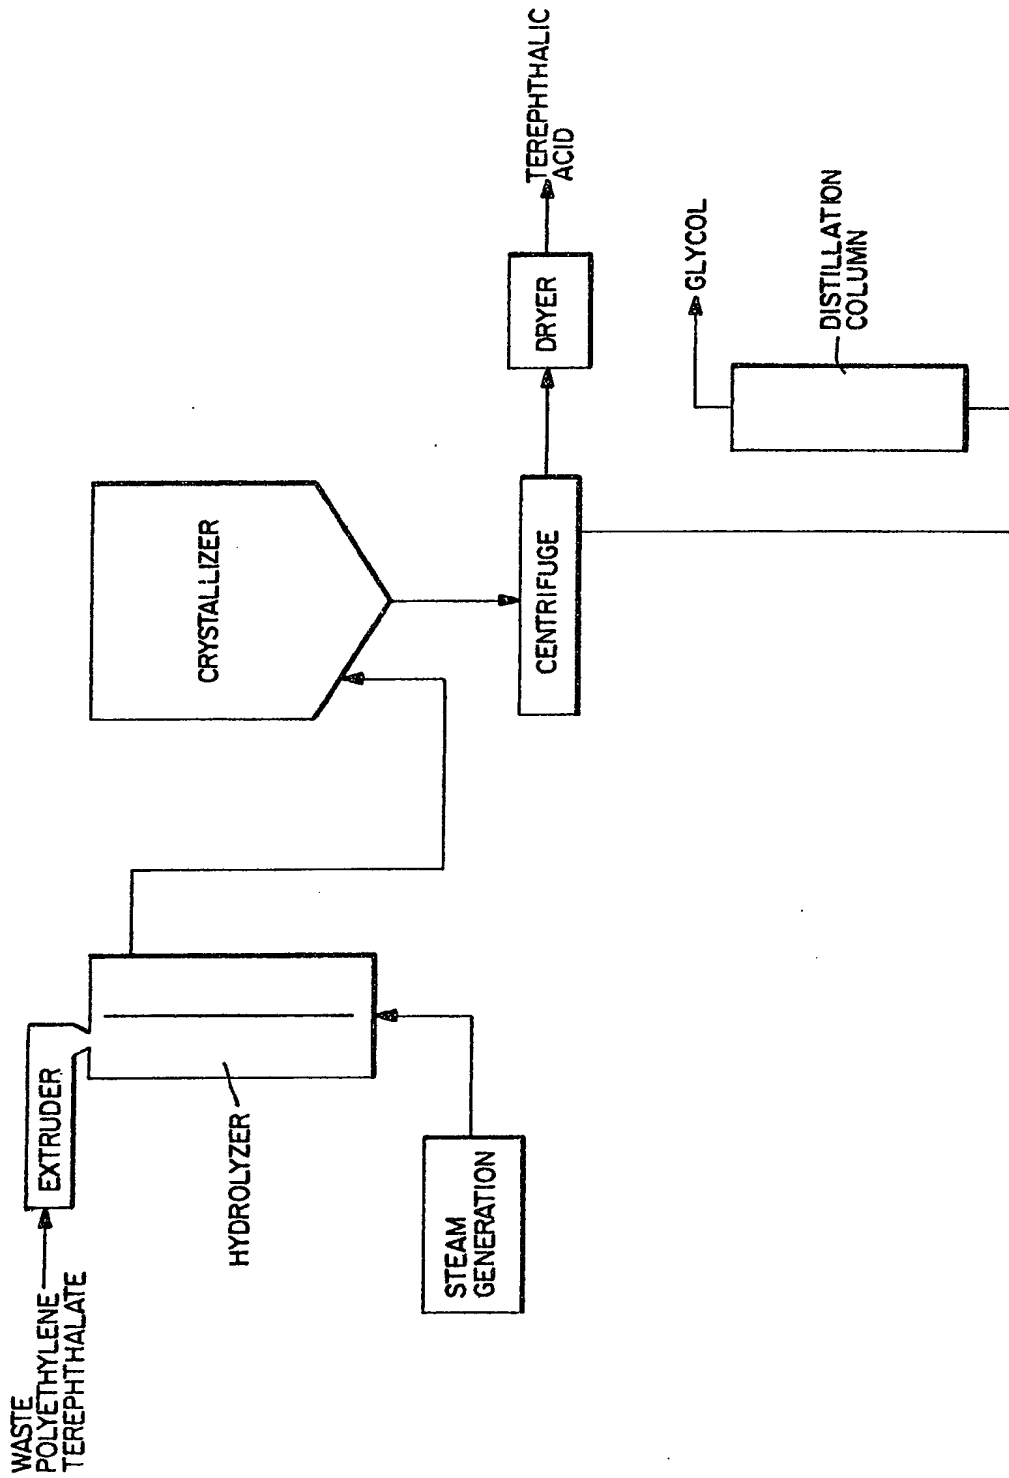 WASTE
POLYETHYLENE
TEREPHTHALATE
EXTRUDER
HYDROLYZER
STEAM
GENERATION
CRYSTALLIZER
CENTRIFUGE
DRYER
TEREPHTHALIC
ACID
GLYCOL
DISTILLATION
COLUMN